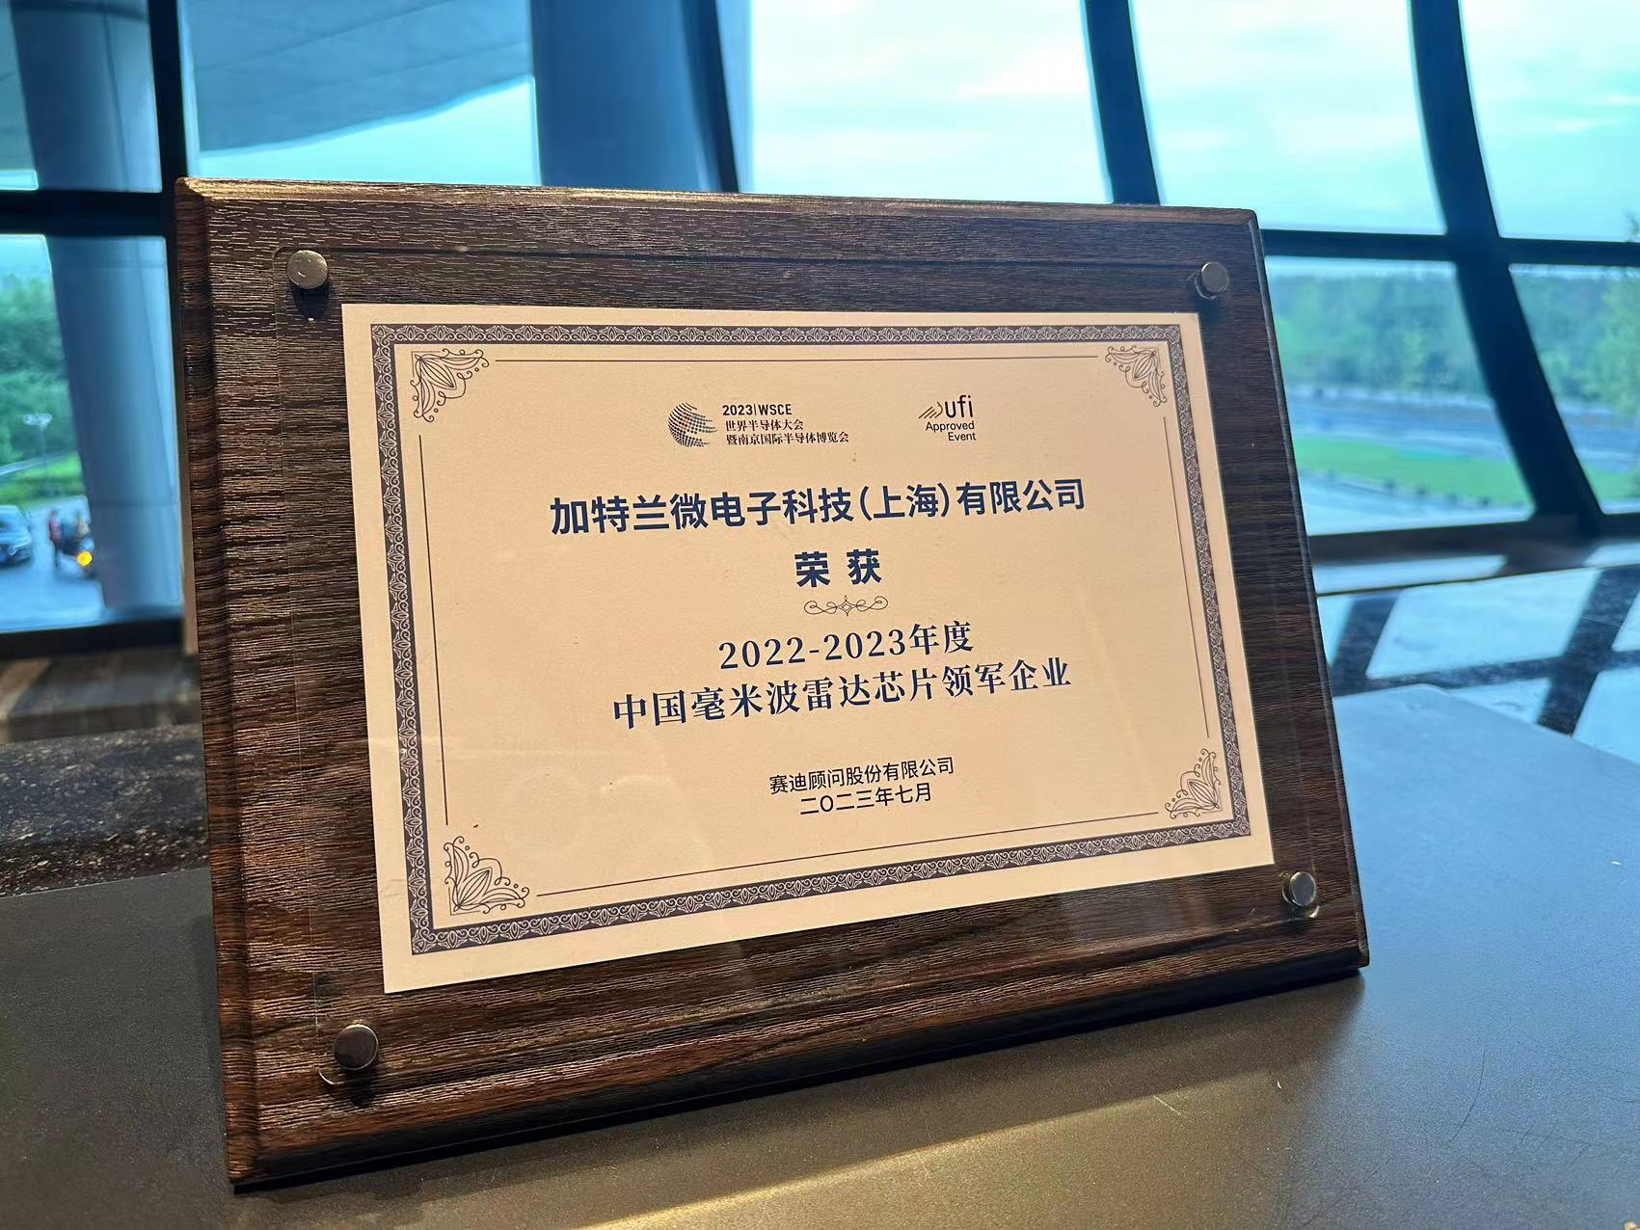 2023|WSCE
世界半导体大会
暨南京国际半导体博览会
ufi
Approved
Event
加特兰微电子科技(上海)有限公司
荣 获
2022-2023年度
中国毫米波雷达芯片领军企业
赛迪顾问股份有限公司
二〇二三年七月